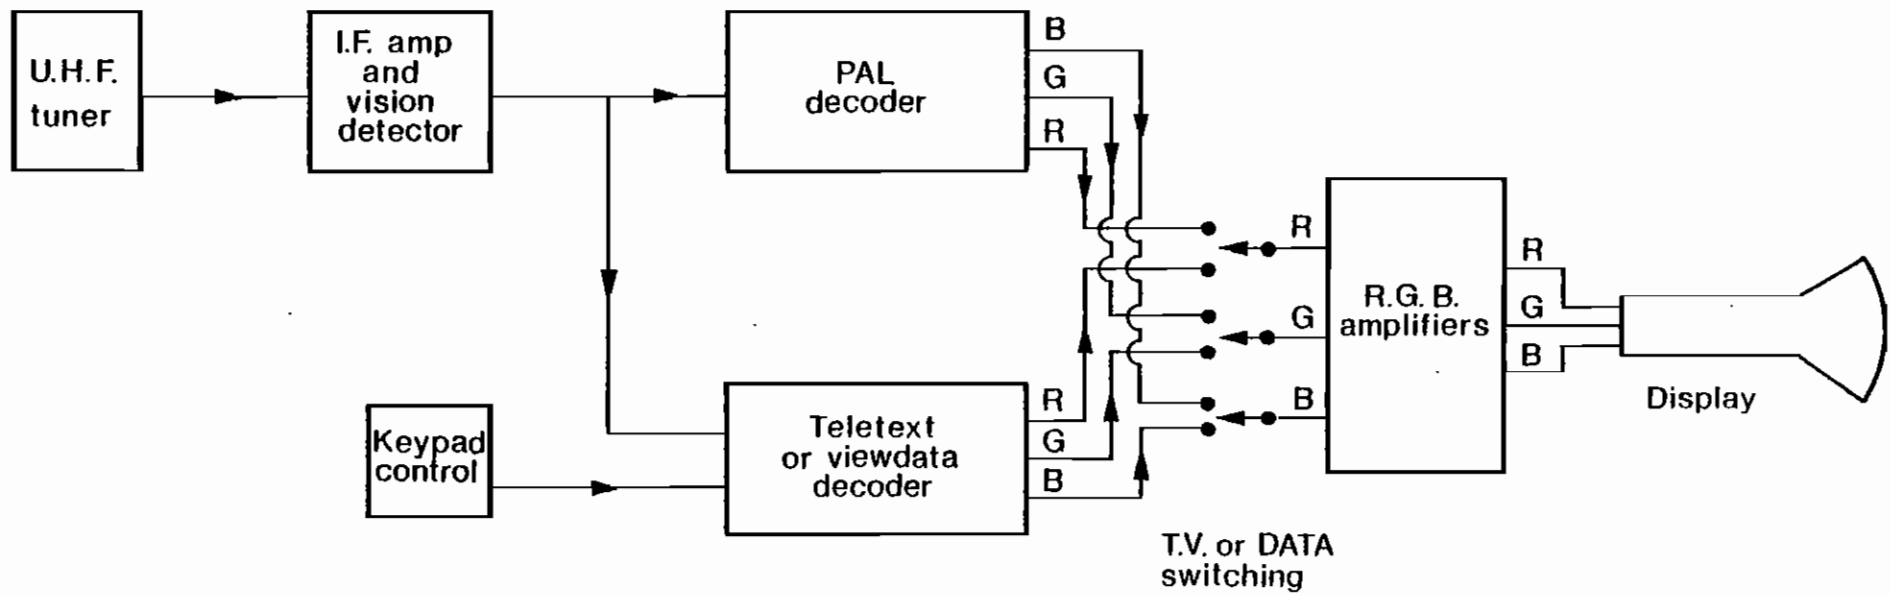 U.H.F.
tuner
I.F. amp
and
vision
detector
PAL
decoder
B
G
R
Keypad
control
Teletext
or viewdata
decoder
R
G
B
T.V. or DATA
switching
R
G
B
R.G.B.
amplifiers
R
G
B
Display